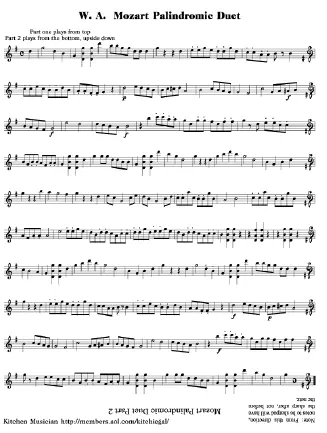 W. A. Mozart Palindromic Duet
Part one plays from top
Part 2 plays from the bottom, upside down
Mozart Palindromic Duet Part 2
Note: From this direction,
notes to be sharped will have
the sharp after, not before
the note.
Kitchen Musician http://members.aol.com/kitchiegal/